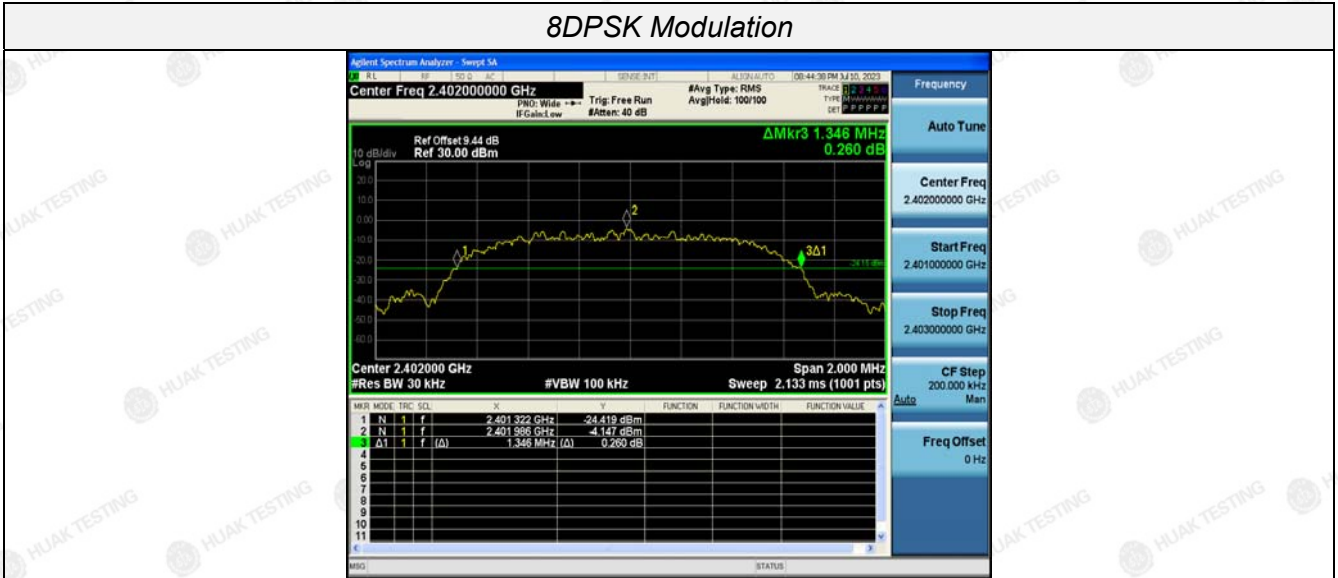 8DPSK Modulation
Agilent Spectrum Analyzer - Swept SA
RL RF 50 Ω AC SENSE:INT ALIGN AUTO 08:44:38 PM Jul 10, 2023
Center Freq 2.402000000 GHz
PNO: Wide
IFGain:Low
Trig: Free Run
#Atten: 40 dB
#Avg Type: RMS
Avg|Hold: 100/100
TRACE 1 2 3 4 5 6
TYPE M W W W W W
DET P P P P P P
Frequency
Ref Offset 9.44 dB
Ref 30.00 dBm
ΔMkr3 1.346 MHz
0.260 dB
10 dB/div
Log
20.0
10.0
0.00
-10.0
-20.0
-30.0
-40.0
-50.0
-60.0
1
2
3Δ1
-24.15 dBm
Center 2.402000 GHz Span 2.000 MHz
#Res BW 30 kHz #VBW 100 kHz Sweep 2.133 ms (1001 pts)
MKR MODE TRC SCL X Y FUNCTION FUNCTION WIDTH FUNCTION VALUE
1 N 1 f 2.401 322 GHz -24.419 dBm
2 N 1 f 2.401 986 GHz -4.147 dBm
3 Δ1 1 f (Δ) 1.346 MHz (Δ) 0.260 dB
4
5
6
7
8
9
10
11
MSG STATUS
Auto Tune
Center Freq
2.402000000 GHz
Start Freq
2.401000000 GHz
Stop Freq
2.403000000 GHz
CF Step
200.000 kHz
Auto Man
Freq Offset
0 Hz
HUAK TESTING